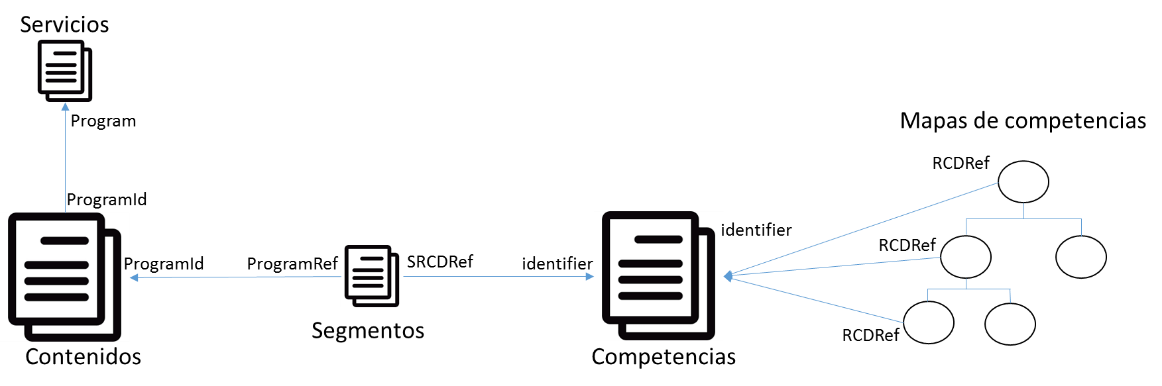 Servicios
Program
Mapas de competencias
RCDRef
ProgramId
identifier
RCDRef
ProgramId
ProgramRef
SRCDRef
identifier
Segmentos
RCDRef
Contenidos
Competencias